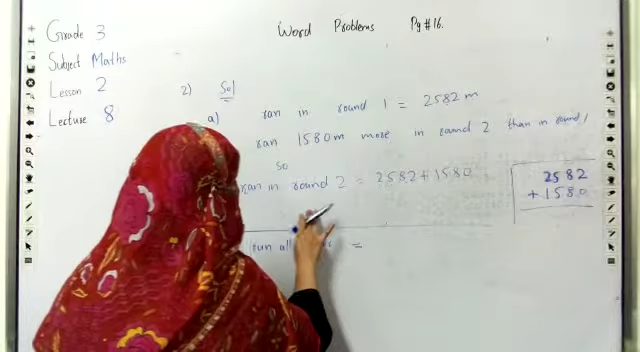 Grade 3
Word Problems Pg#16.
Subject Maths
Lesson 2
Lecture 8
2) Sol
a) ran in round 1 = 2582 m
ran 1580m more in round 2 than in round 1
so
ran in round 2 = 2582+1580
2582
+1580
run all =